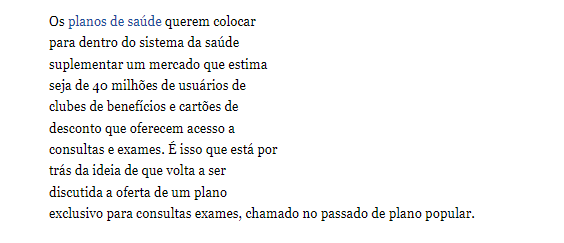 Os planos de saúde querem colocar
para dentro do sistema da saúde
suplementar um mercado que estima
seja de 40 milhões de usuários de
clubes de benefícios e cartões de
desconto que oferecem acesso a
consultas e exames. É isso que está por
trás da ideia de que volta a ser
discutida a oferta de um plano
exclusivo para consultas exames, chamado no passado de plano popular.